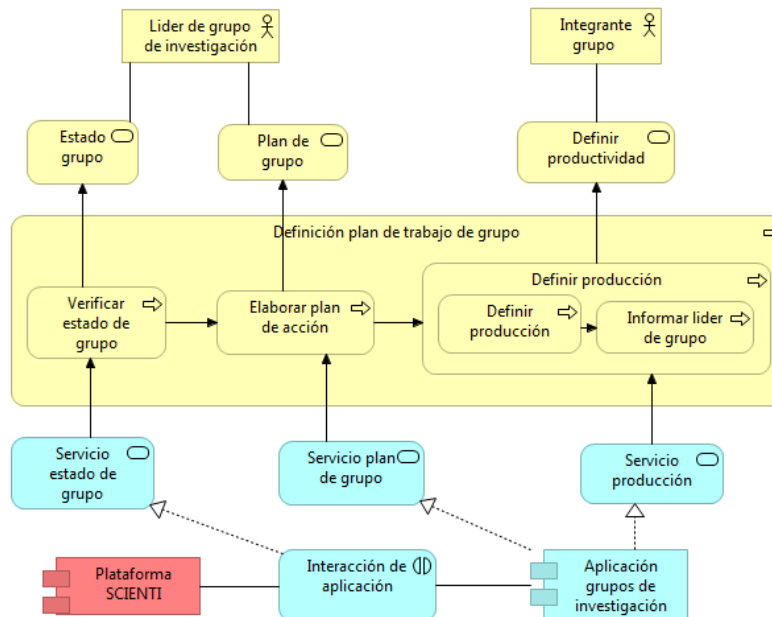 Lider de grupo
de investigación
Integrante
grupo
Estado
grupo
Plan de
grupo
Definir
productividad
Definición plan de trabajo de grupo
Verificar
estado de
grupo
Elaborar plan
de acción
Definir producción
Definir
producción
Informar lider
de grupo
Servicio
estado de
grupo
Servicio plan
de grupo
Servicio
producción
Plataforma
SCIENTI
Interacción de
aplicación
Aplicación
grupos de
investigación